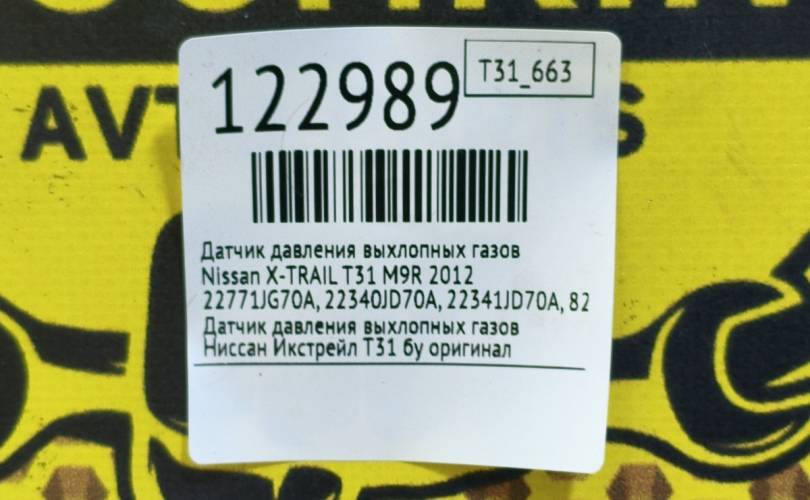 122989
T31_663
Датчик давления выхлопных газов
Nissan X-TRAIL T31 M9R 2012
22771JG70A, 22340JD70A, 22341JD70A, 82
Датчик давления выхлопных газов
Ниссан Икстрейл Т31 бу оригинал